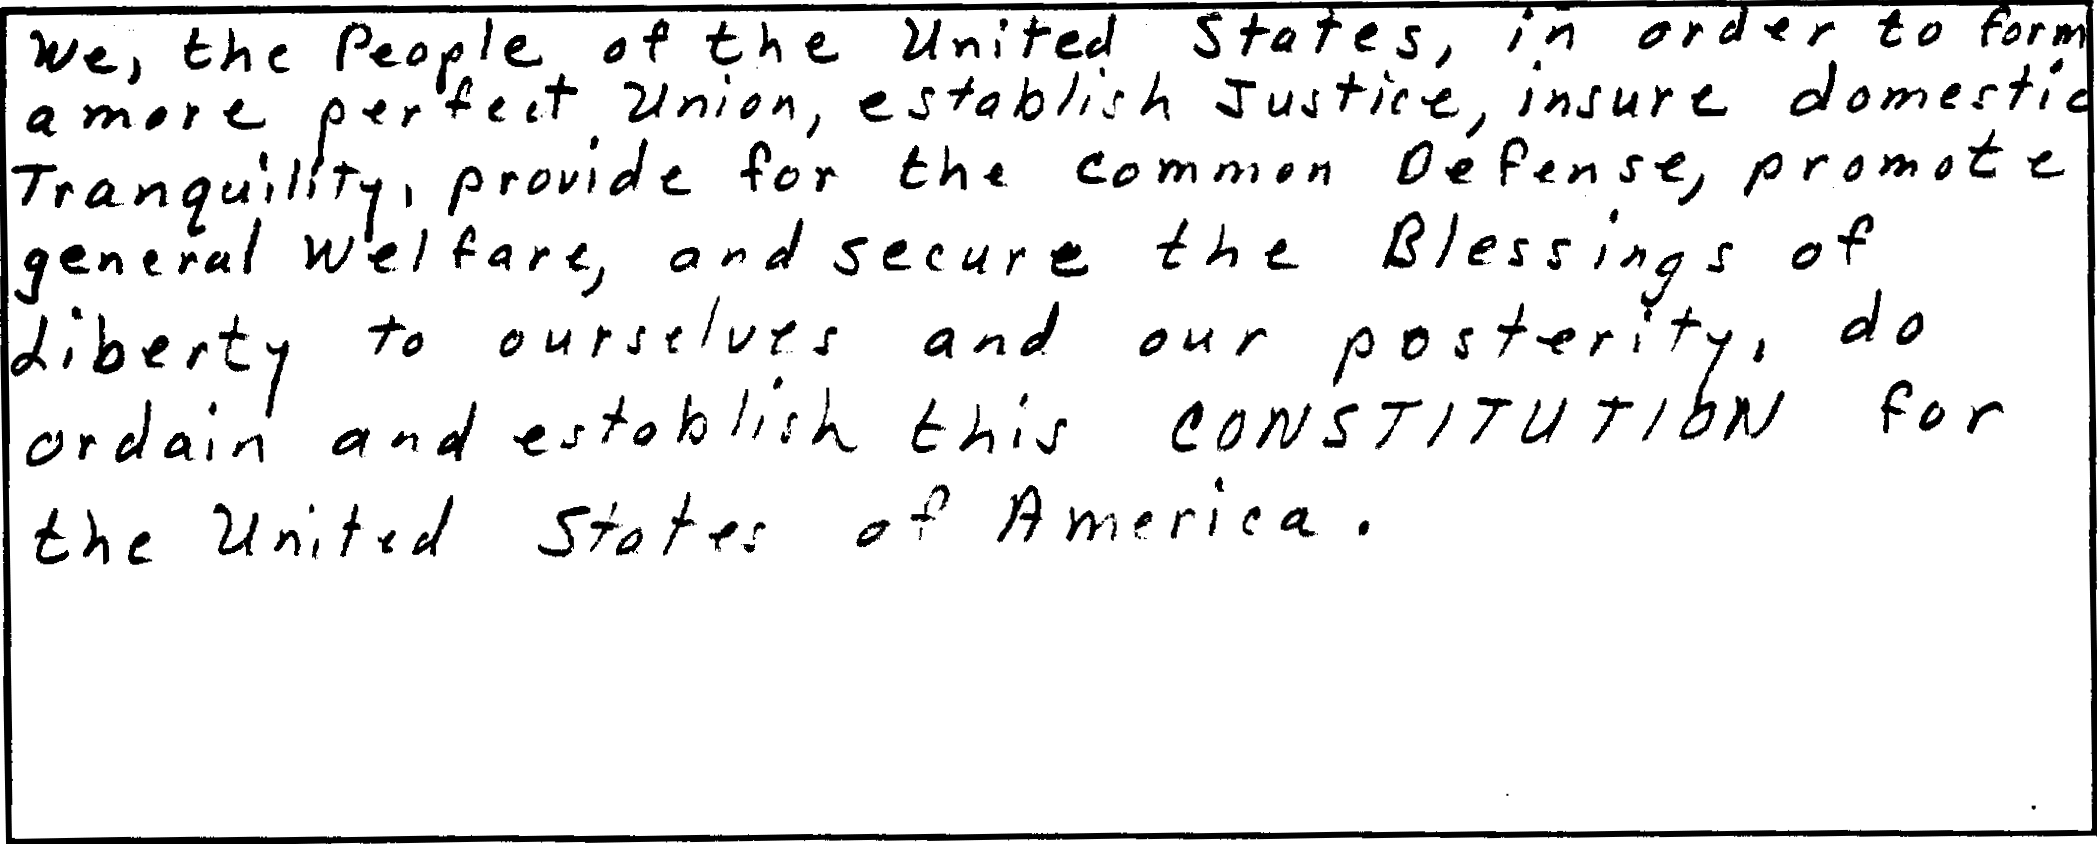 We, the People of the United States, in order to form
a more perfect Union, establish Justice, insure domestic
Tranquility, provide for the common Defense, promote
general Welfare, and secure the Blessings of
Liberty to ourselves and our posterity, do
ordain and establish this CONSTITUTION for
the United States of America.